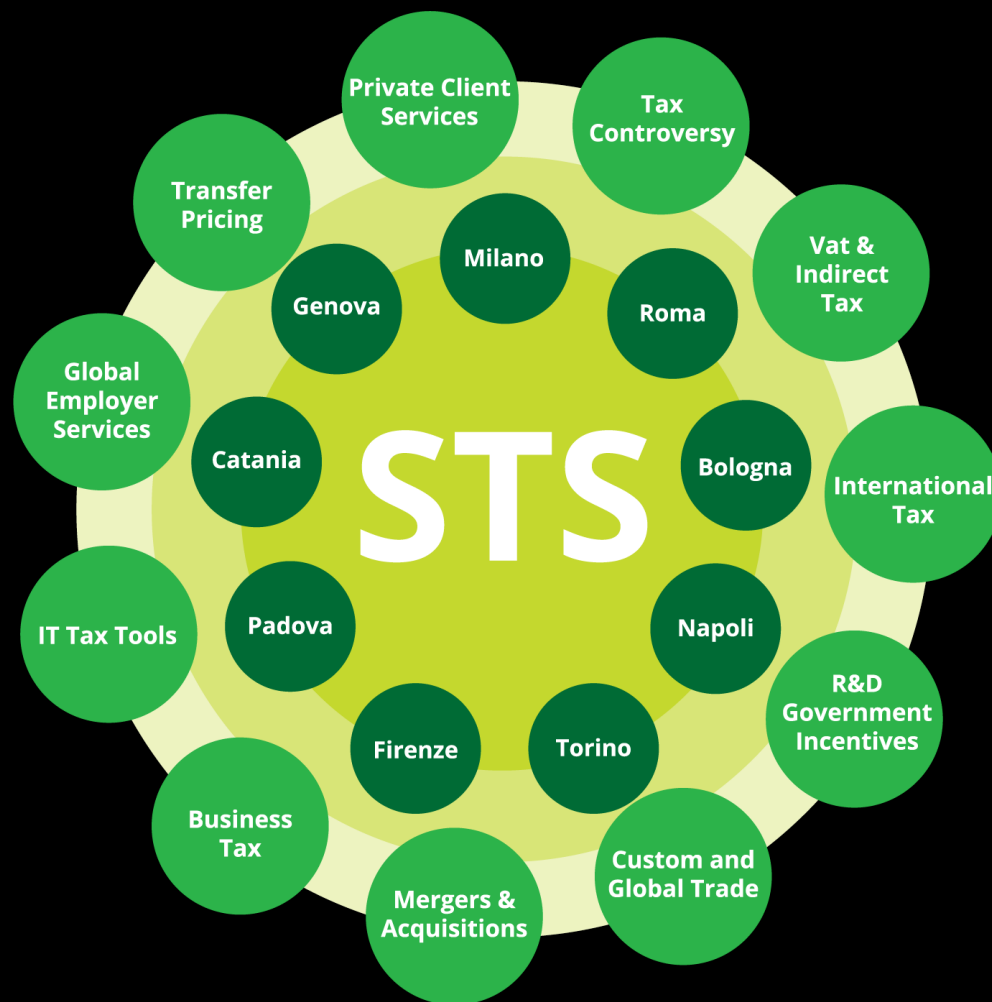 Private Client
Services
Tax
Controversy
Vat &
Indirect
Tax
International
Tax
R&D
Government
Incentives
Custom and
Global Trade
Mergers &
Acquisitions
Business
Tax
IT Tax Tools
Global
Employer
Services
Transfer
Pricing
Milano
Roma
Bologna
Napoli
Torino
Firenze
Padova
Catania
Genova
STS